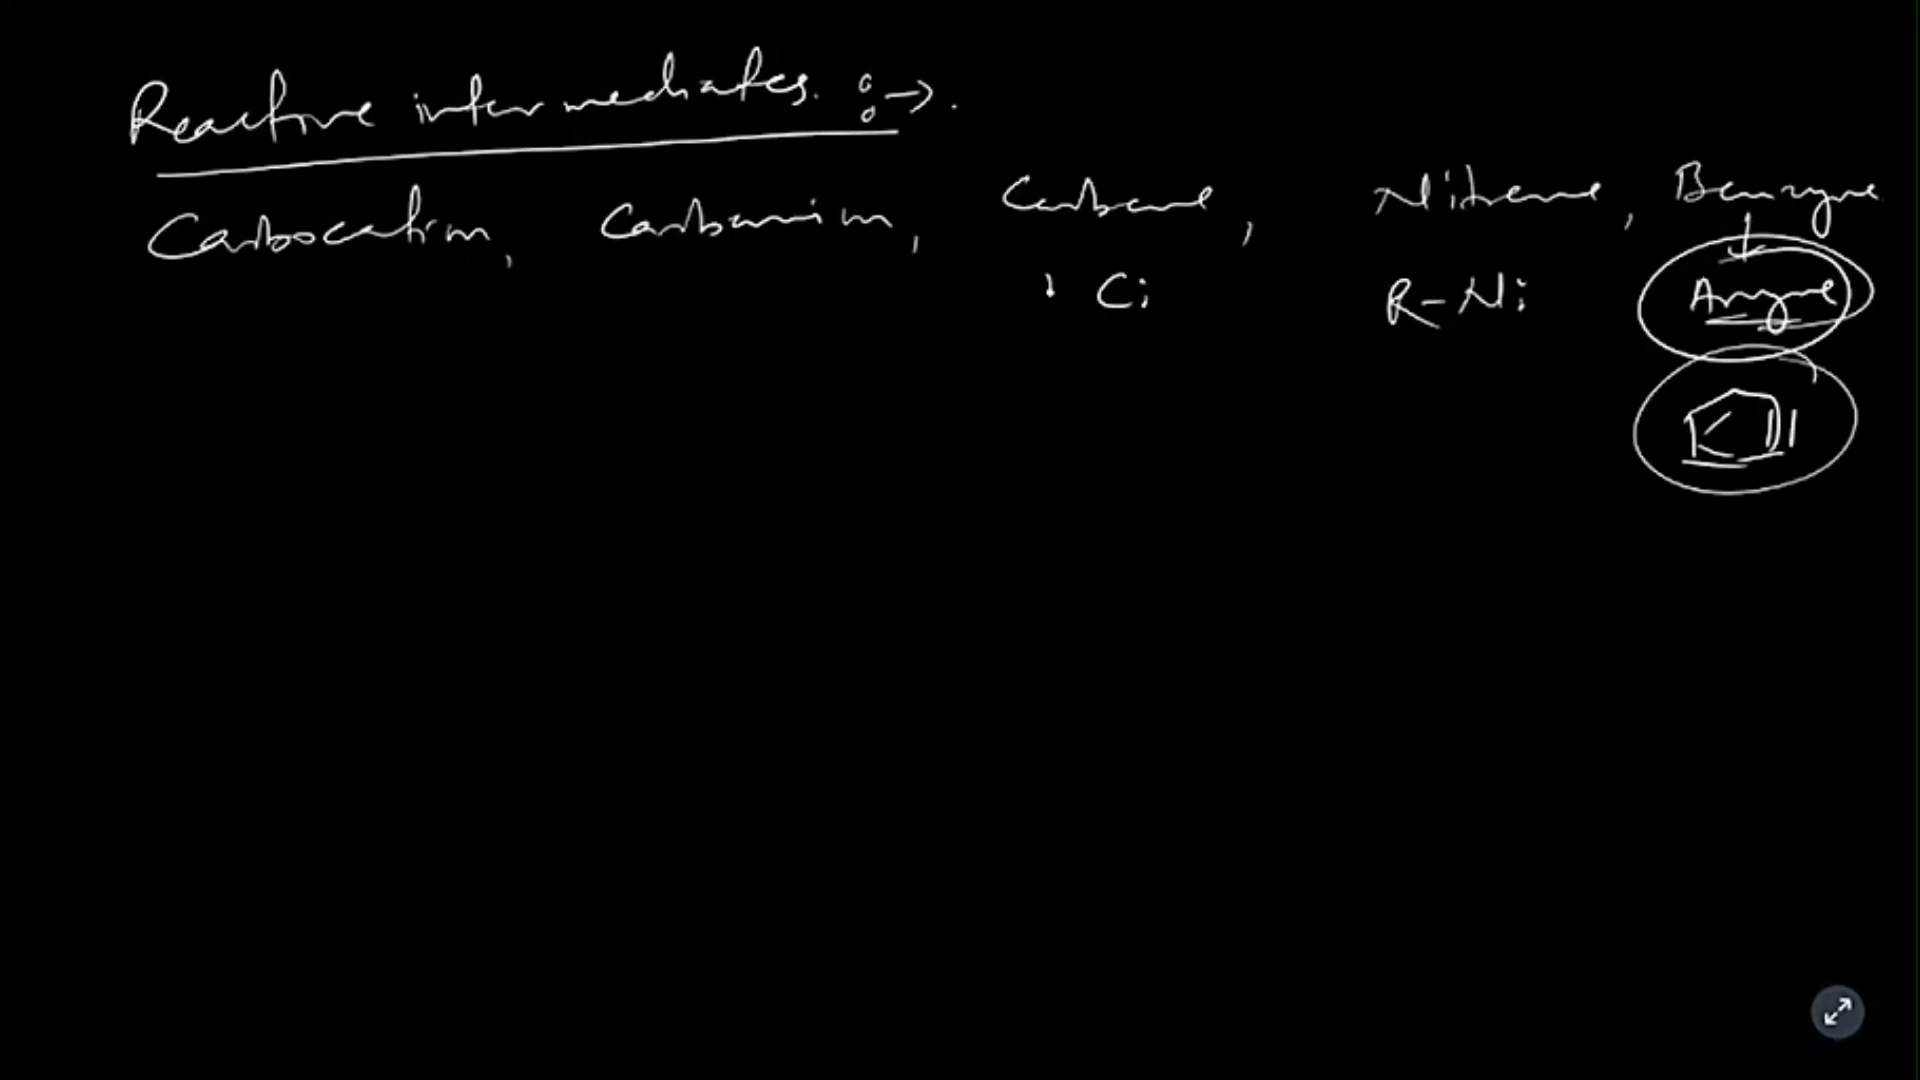 Reactive intermediates. :→.
Carbocation, Carbanion, Carbene, Nitrene, Benzyne
: C: R-N: Aryne